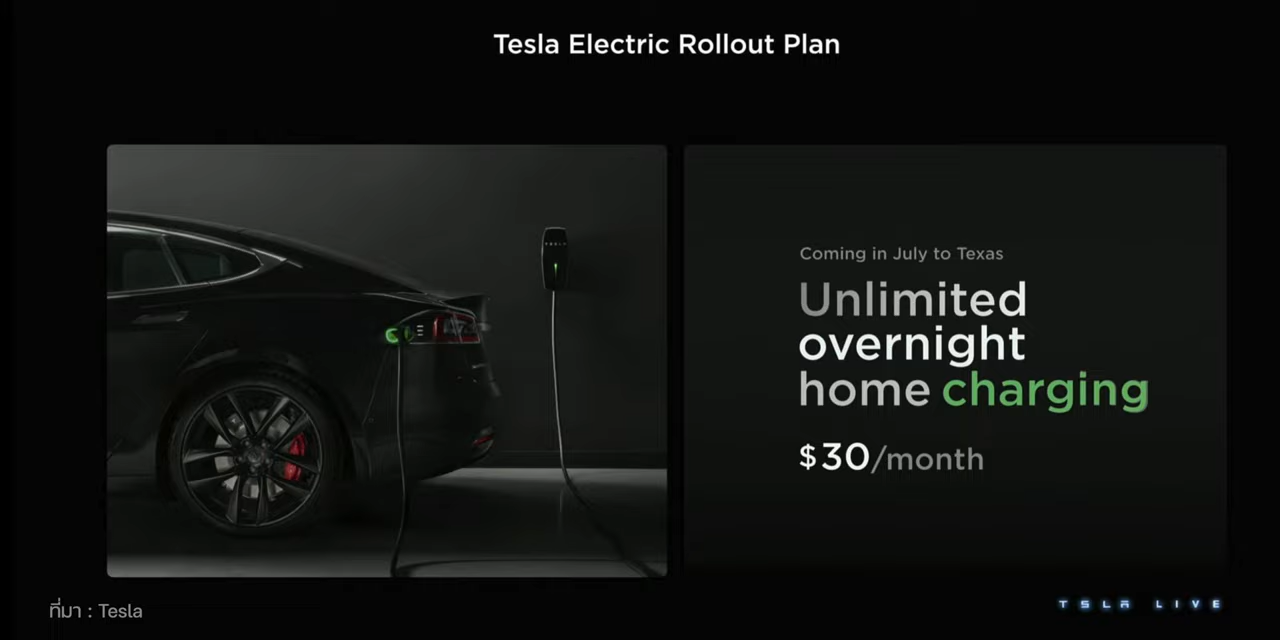 Tesla Electric Rollout Plan
TESLA
Coming in July to Texas
Unlimited
overnight
home charging
$30/month
ที่มา : Tesla
TSLA LIVE